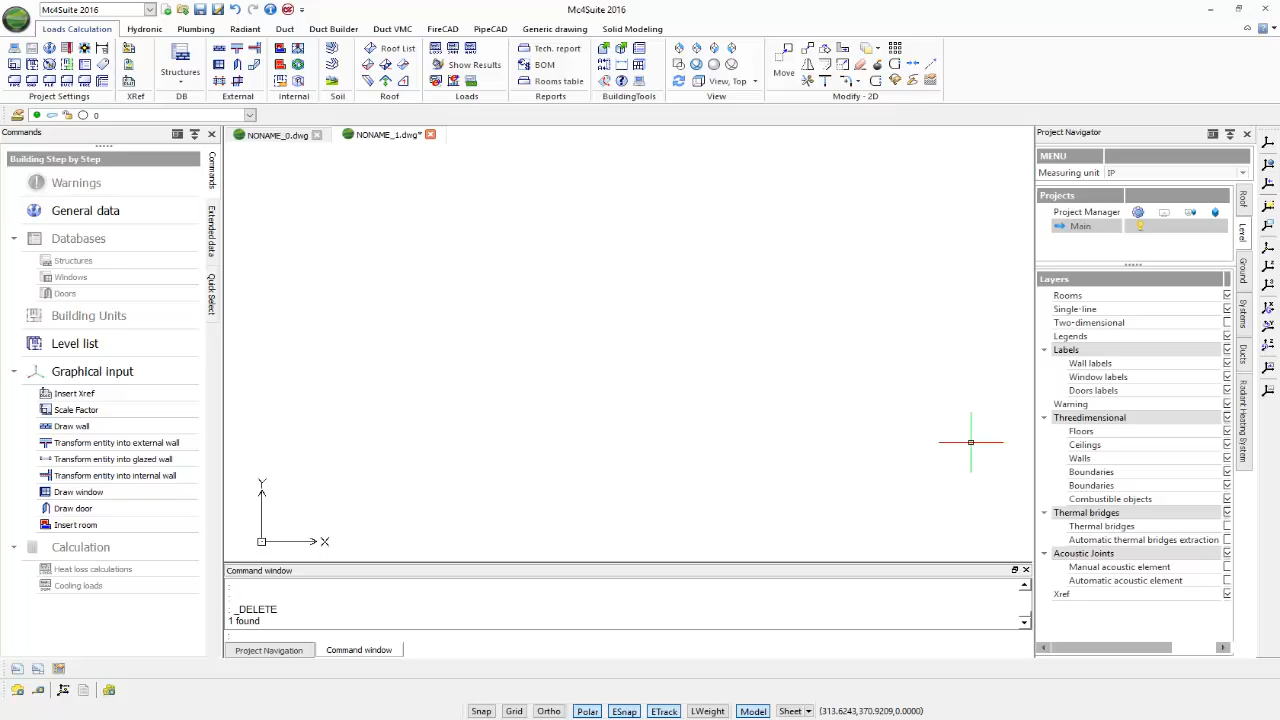 Mc4Suite 2016
Mc4Suite 2016
Loads Calculation Hydronic Plumbing Radiant Duct Duct Builder Duct VMC FireCAD PipeCAD Generic drawing Solid Modeling
Structures
Roof List
Show Results
Tech. report
BOM
Rooms table
View, Top
Move
Project Settings XRef DB External Internal Soil Roof Loads Reports BuildingTools View Modify - 2D
0
Commands
NONAME_0.dwg NONAME_1.dwg*
Project Navigator
Building Step by Step
Warnings
General data
Databases
Structures
Windows
Doors
Building Units
Level list
Graphical input
Insert Xref
Scale Factor
Draw wall
Transform entity into external wall
Transform entity into glazed wall
Transform entity into internal wall
Draw window
Draw door
Insert room
Calculation
Heat loss calculations
Cooling loads
Commands
Extended data
Quick Select
Y
X
Command window
:
:
: _DELETE
1 found
:
Project Navigation Command window
MENU
Measuring unit IP
Projects
Project Manager
Main
Layers
Rooms
Single-line
Two-dimensional
Legends
Labels
Wall labels
Window labels
Doors labels
Warning
Threedimensional
Floors
Ceilings
Walls
Boundaries
Boundaries
Combustible objects
Thermal bridges
Thermal bridges
Automatic thermal bridges extraction
Acoustic Joints
Manual acoustic element
Automatic acoustic element
Xref
Roof
Level
Ground
Systems
Ducts
Radiant Heating System
Snap Grid Ortho Polar ESnap ETrack LWeight Model Sheet (313.6243,370.9209,0.0000)